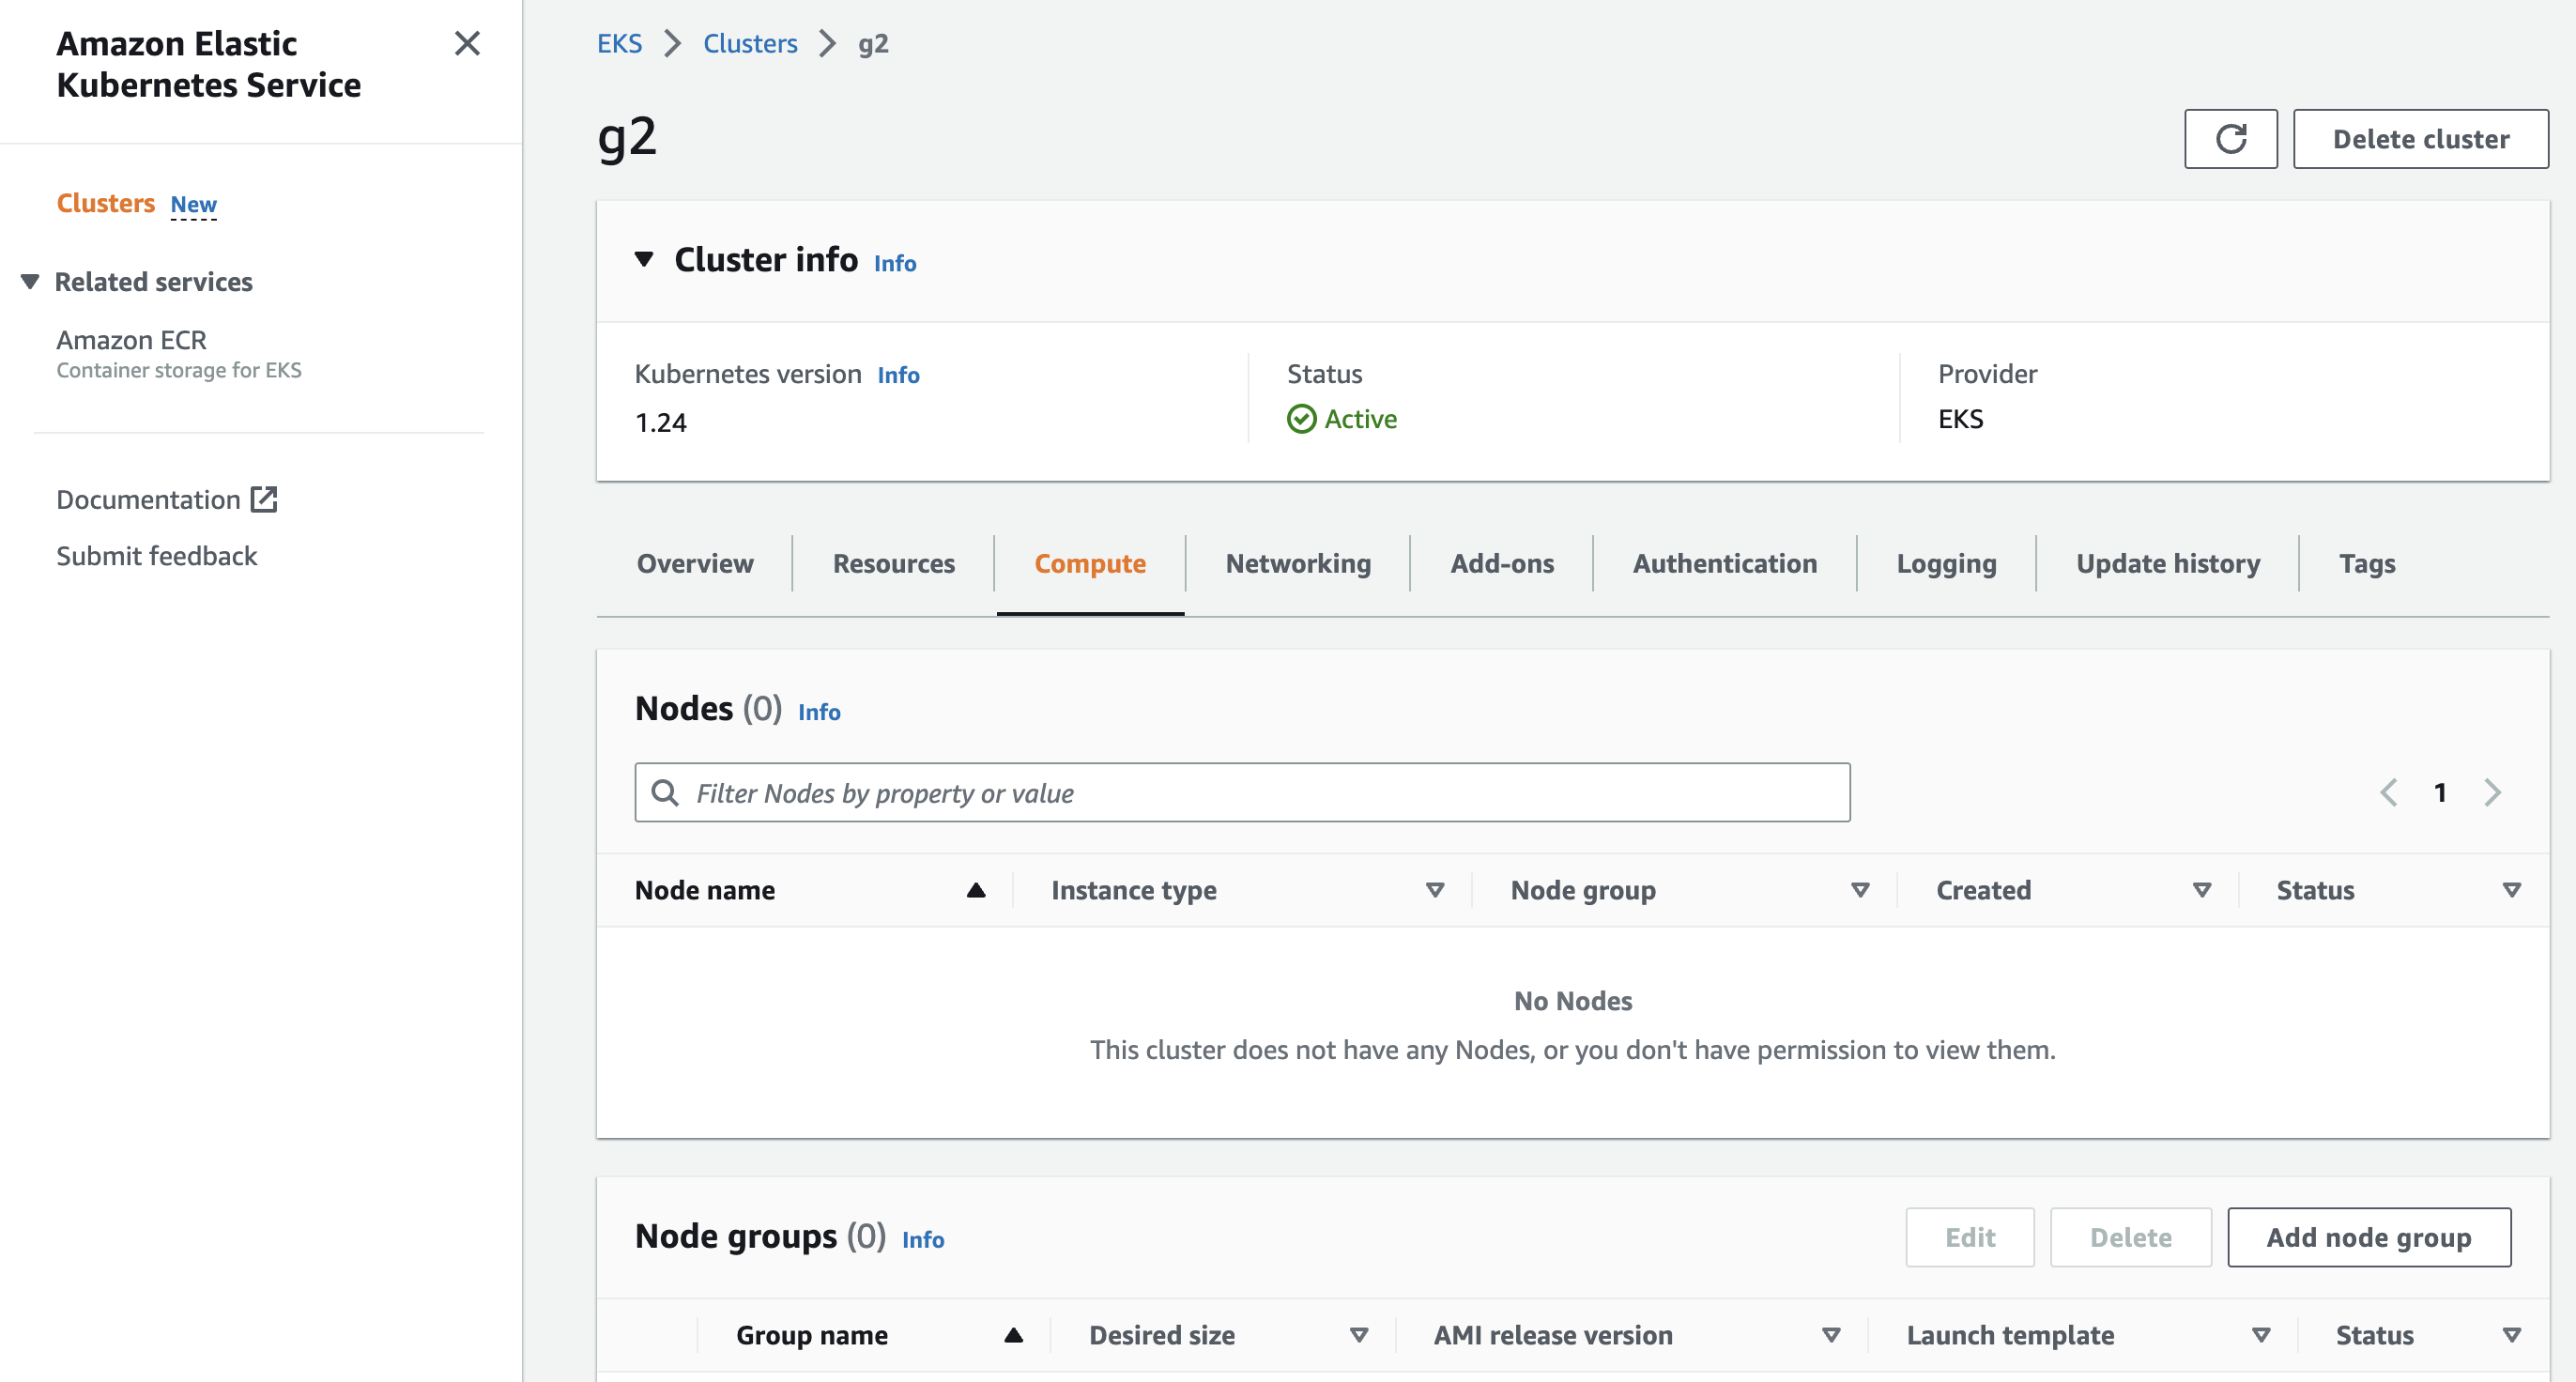 Amazon Elastic
Kubernetes Service
Clusters New
Related services
Amazon ECR
Container storage for EKS
Documentation
Submit feedback
EKS Clusters g2
g2
Delete cluster
Cluster info Info
Kubernetes version Info
1.24
Status
Active
Provider
EKS
Overview Resources Compute Networking Add-ons Authentication Logging Update history Tags
Nodes (0) Info
Filter Nodes by property or value
1
Node name Instance type Node group Created Status
No Nodes
This cluster does not have any Nodes, or you don't have permission to view them.
Node groups (0) Info
Edit Delete Add node group
Group name Desired size AMI release version Launch template Status